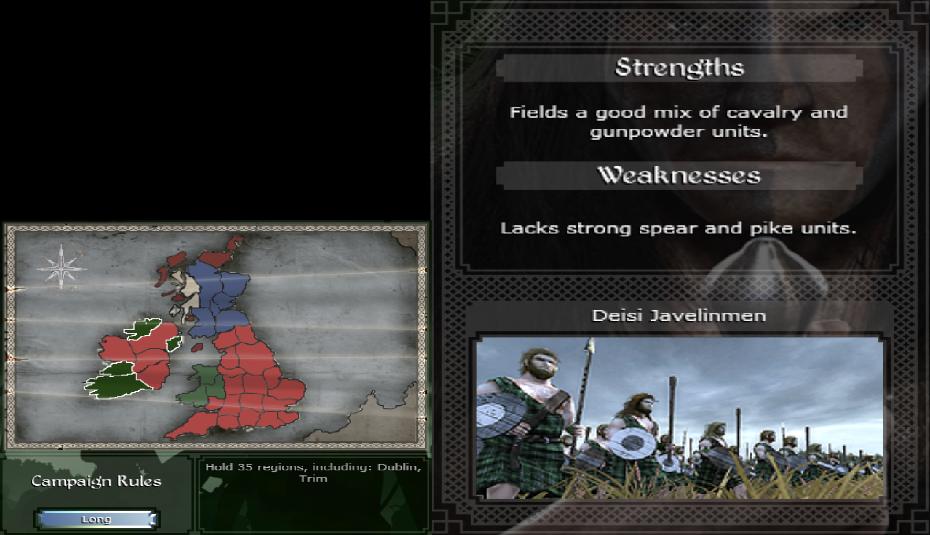 Strengths
Fields a good mix of cavalry and
gunpowder units.
Weaknesses
Lacks strong spear and pike units.
Deisi Javelinmen
Campaign Rules
Long
Hold 35 regions, including: Dublin,
Trim